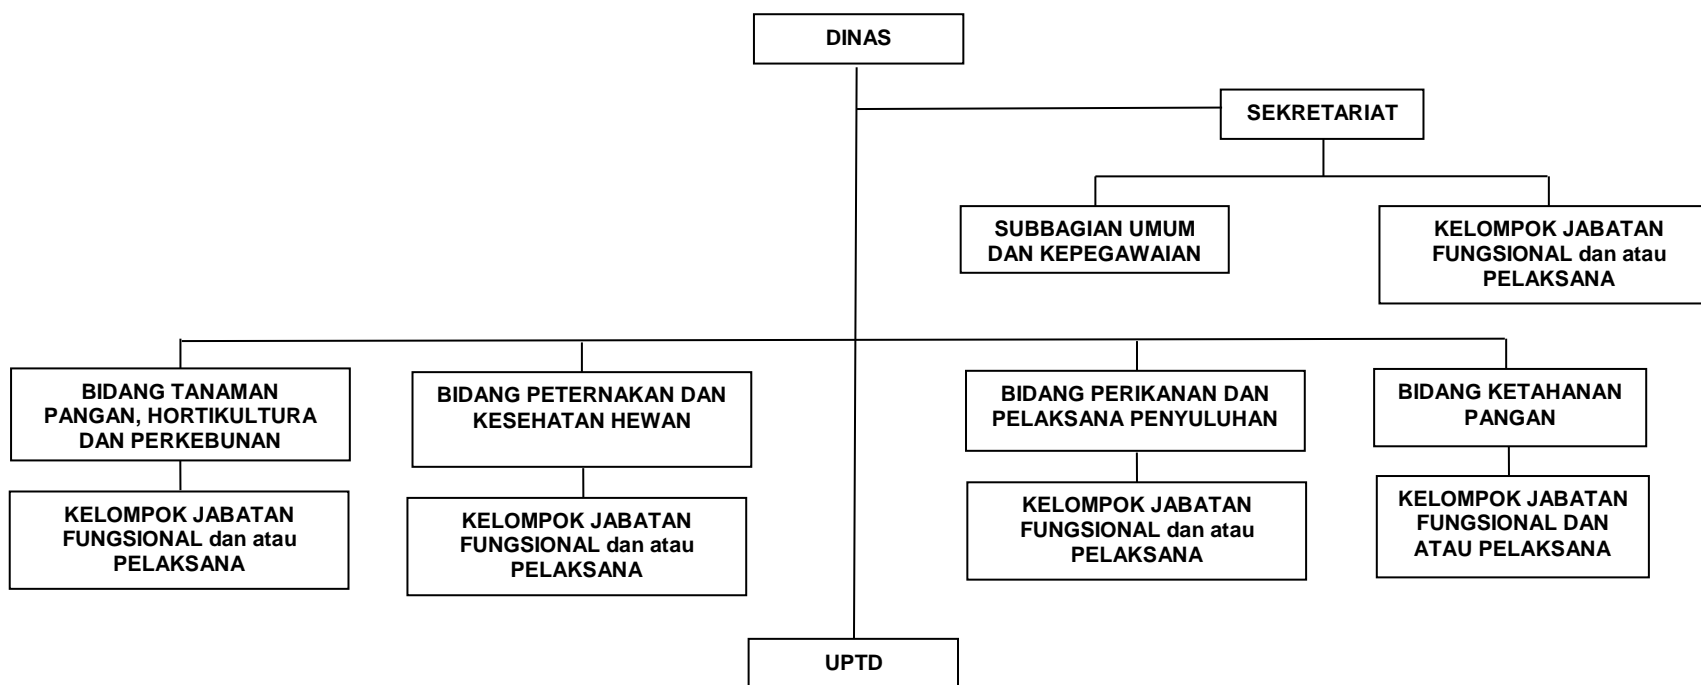 DINAS
SEKRETARIAT
SUBBAGIAN UMUM
DAN KEPEGAWAIAN
KELOMPOK JABATAN
FUNGSIONAL dan atau
PELAKSANA
BIDANG TANAMAN
PANGAN, HORTIKULTURA
DAN PERKEBUNAN
BIDANG PETERNAKAN DAN
KESEHATAN HEWAN
BIDANG PERIKANAN DAN
PELAKSANA PENYULUHAN
BIDANG KETAHANAN
PANGAN
KELOMPOK JABATAN
FUNGSIONAL dan atau
PELAKSANA
KELOMPOK JABATAN
FUNGSIONAL dan atau
PELAKSANA
KELOMPOK JABATAN
FUNGSIONAL dan atau
PELAKSANA
KELOMPOK JABATAN
FUNGSIONAL DAN
ATAU PELAKSANA
UPTD